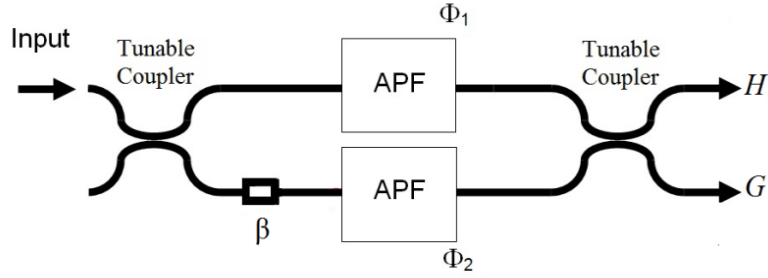 Input
Tunable
Coupler
Φ1
APF
Tunable
Coupler
H
β
APF
Φ2
G